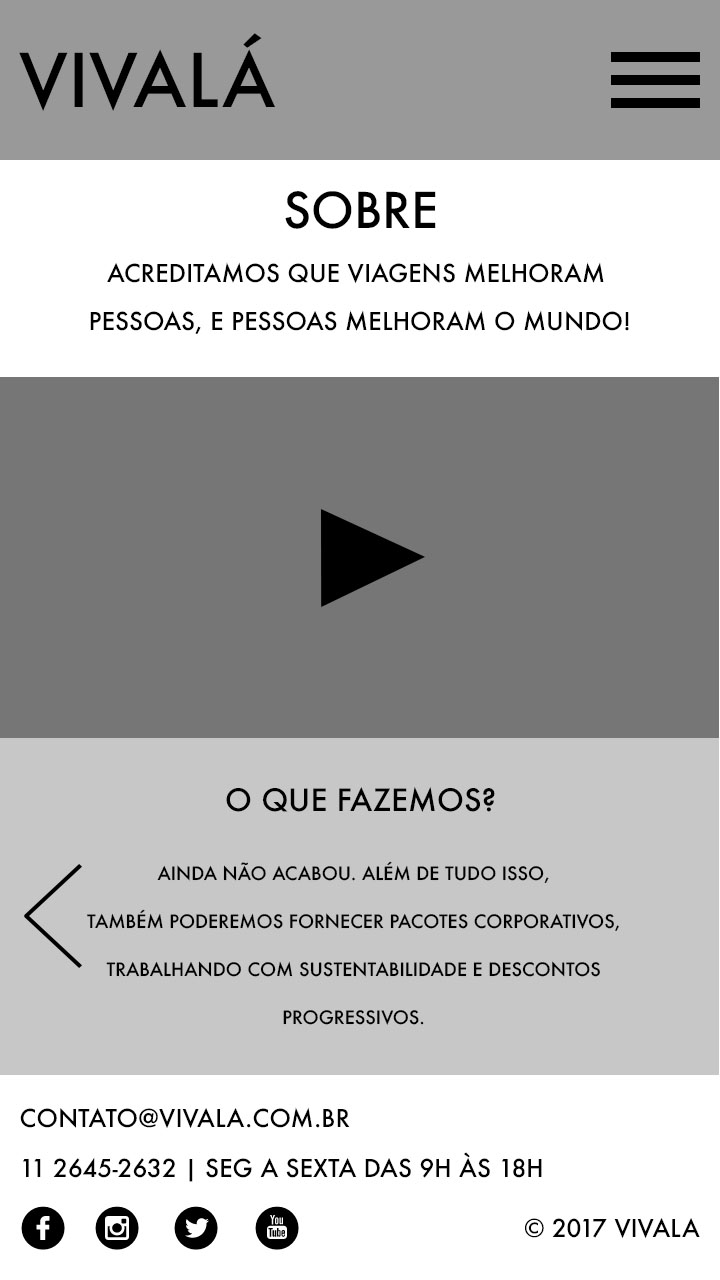 VIVALÁ
SOBRE
ACREDITAMOS QUE VIAGENS MELHORAM
PESSOAS, E PESSOAS MELHORAM O MUNDO!
O QUE FAZEMOS?
AINDA NÃO ACABOU. ALÉM DE TUDO ISSO,
TAMBÉM PODEREMOS FORNECER PACOTES CORPORATIVOS,
TRABALHANDO COM SUSTENTABILIDADE E DESCONTOS
PROGRESSIVOS.
CONTATO@VIVALA.COM.BR
11 2645-2632 | SEG A SEXTA DAS 9H ÀS 18H
You
Tube
© 2017 VIVALA